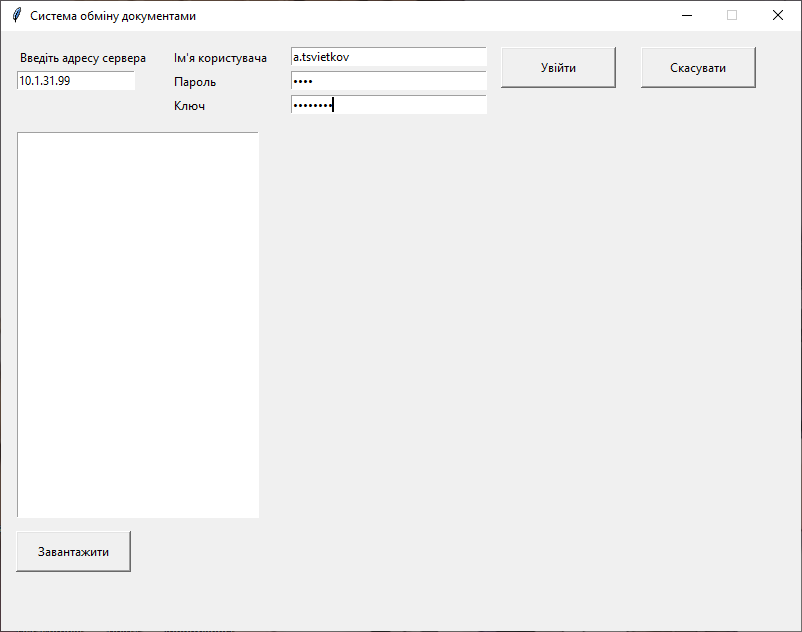 Система обміну документами
Введіть адресу сервера
10.1.31.99
Ім'я користувача
a.tsvietkov
Пароль
••••
Ключ
••••••••
Увійти
Скасувати
Завантажити